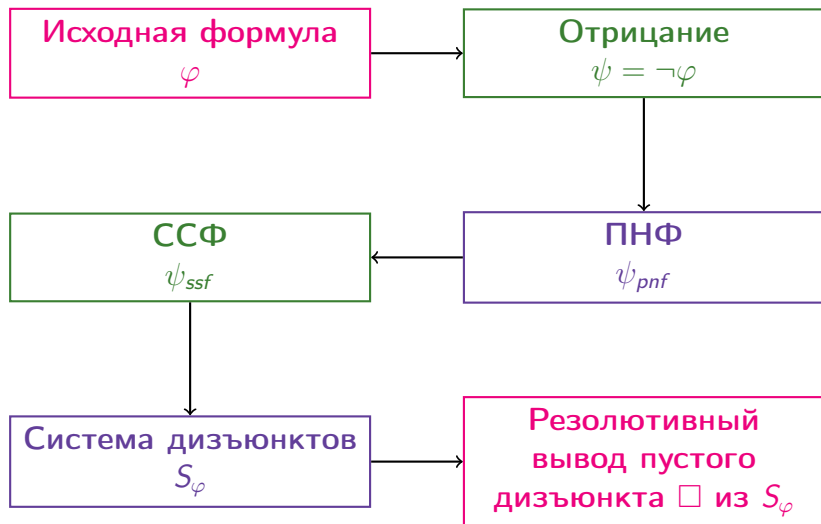 Исходная формула
φ
Отрицание
ψ = ¬φ
ПНФ
ψ_pnf
ССФ
ψ_ssf
Система дизъюнктов
S_φ
Резолютивный
вывод пустого
дизъюнкта □ из S_φ